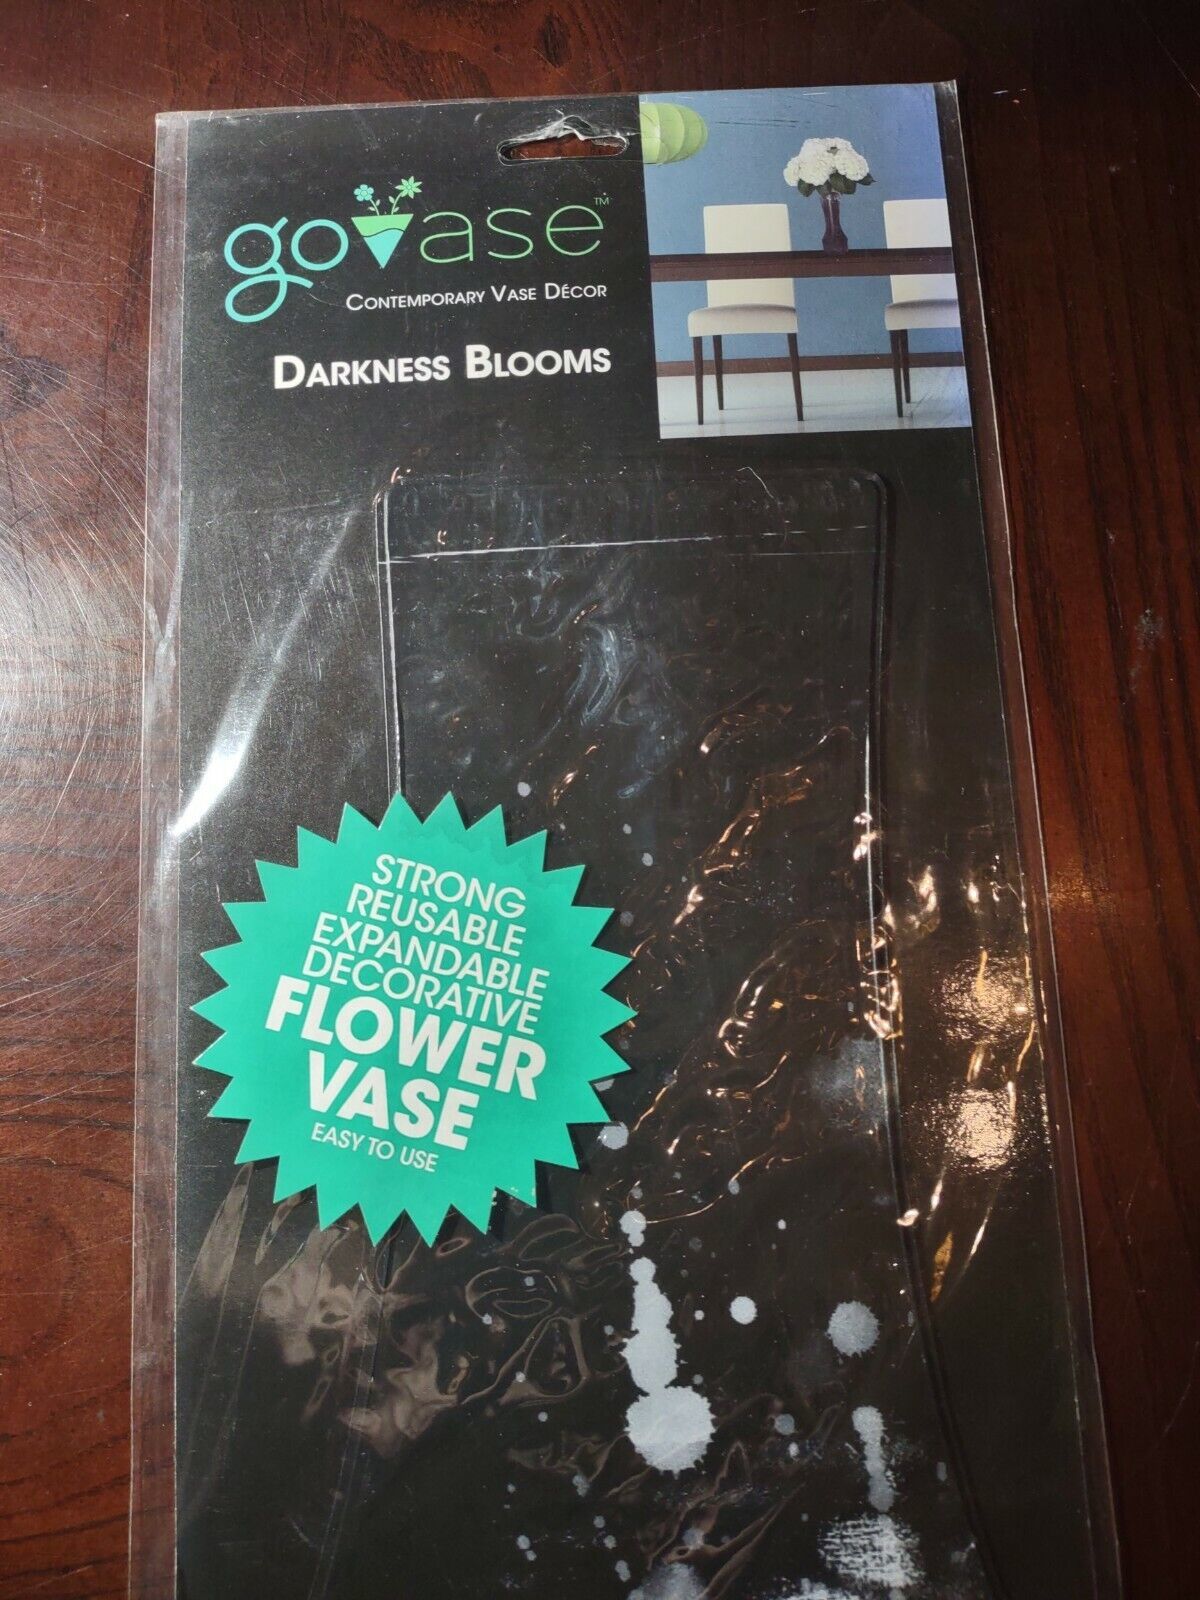 govase™
CONTEMPORARY VASE DÉCOR
DARKNESS BLOOMS
STRONG
REUSABLE
EXPANDABLE
DECORATIVE
FLOWER
VASE
EASY TO USE